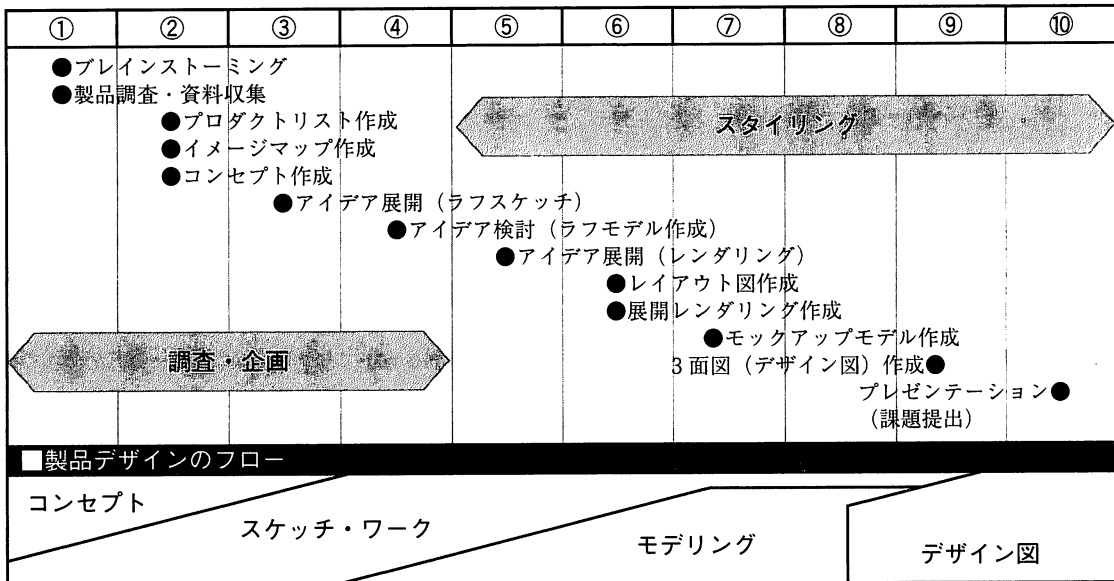 ① ② ③ ④ ⑤ ⑥ ⑦ ⑧ ⑨ ⑩
●ブレインストーミング
●製品調査・資料収集
●プロダクトリスト作成
スタイリング
●イメージマップ作成
●コンセプト作成
●アイデア展開（ラフスケッチ）
●アイデア検討（ラフモデル作成）
●アイデア展開（レンダリング）
●レイアウト図作成
●展開レンダリング作成
●モックアップモデル作成
調査・企画
3面図（デザイン図）作成●
プレゼンテーション●
（課題提出）
■製品デザインのフロー
コンセプト
スケッチ・ワーク
モデリング
デザイン図